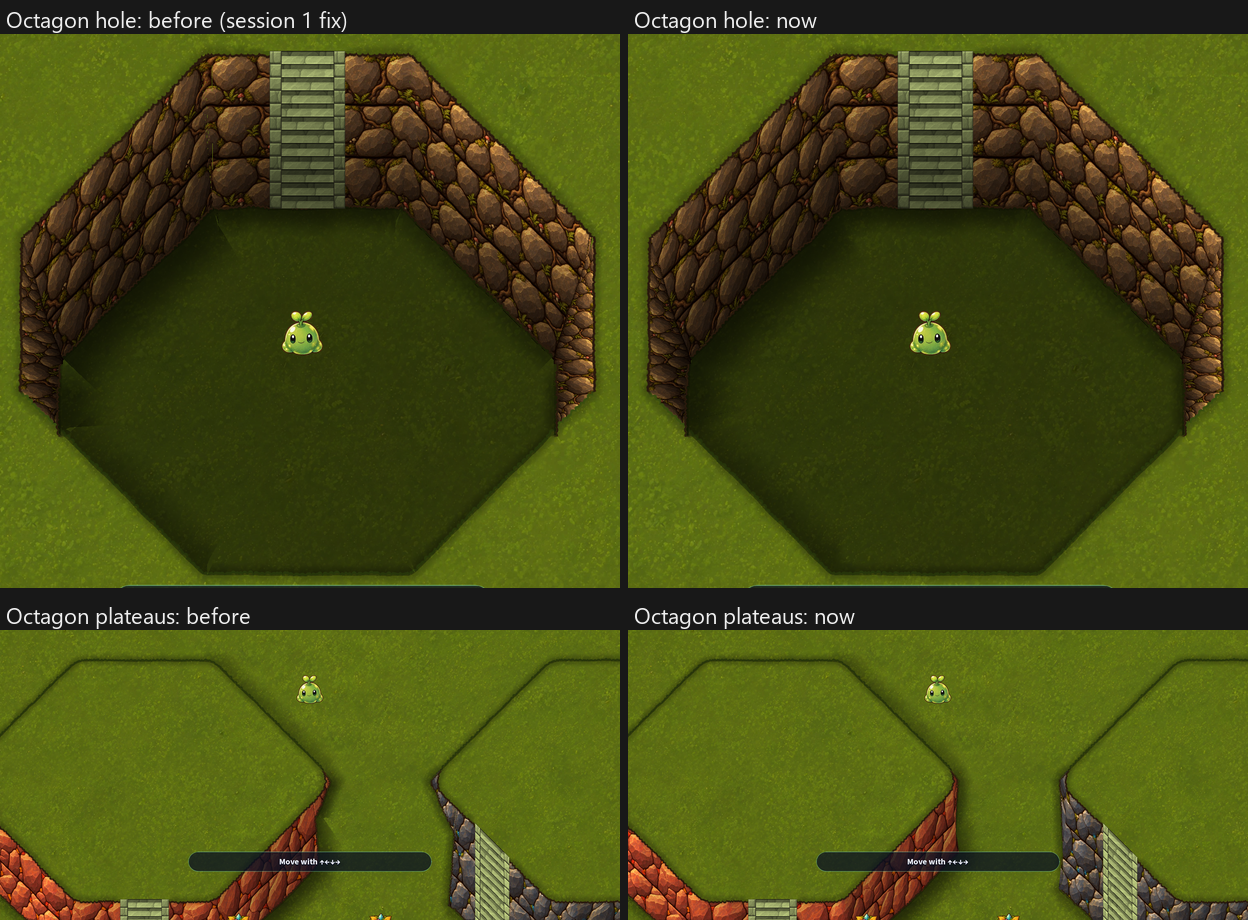 Octagon hole: before (session 1 fix)
Octagon hole: now
Octagon plateaus: before
Octagon plateaus: now
Move with ↑←↓→
Move with ↑←↓→